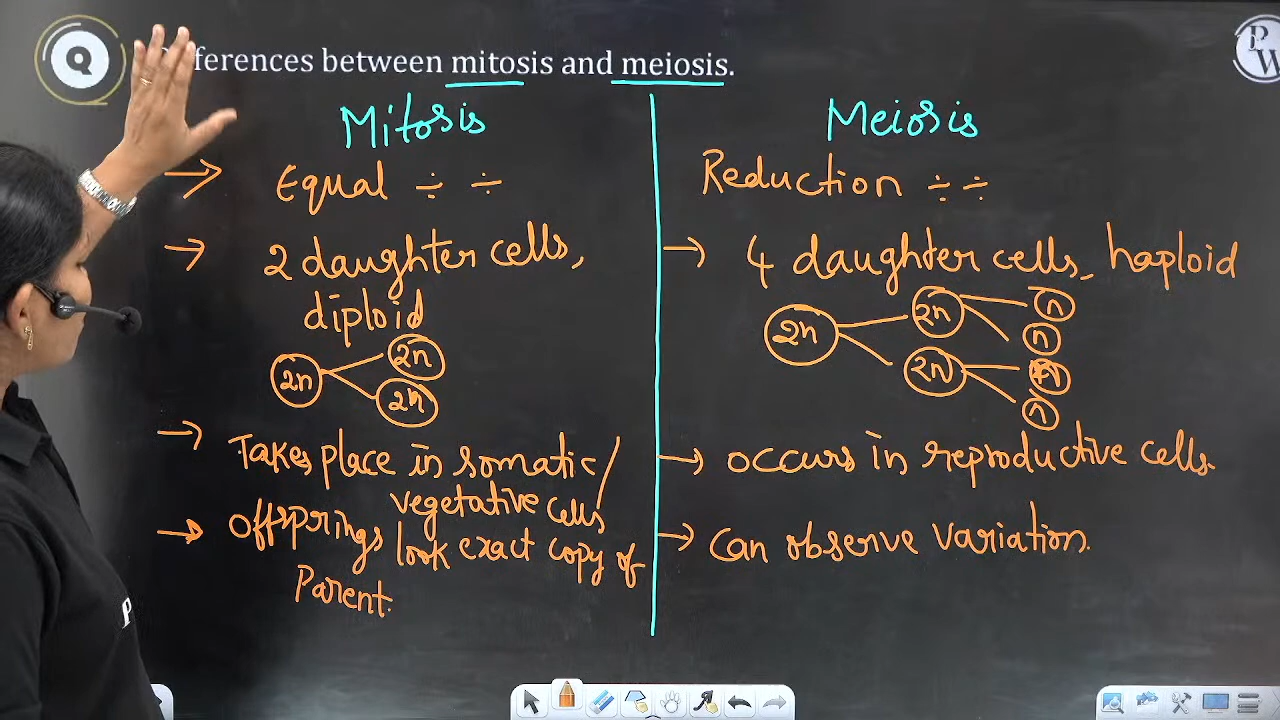 Q
ferences between mitosis and meiosis.
P
W
Mitosis
Meiosis
→ Equal ÷ ÷
Reduction ÷ ÷
→ 2 daughter cells,
diploid
2n
2n
2n
→ 4 daughter cells, haploid
2n
2n
2n
n
n
n
→ Takes place in somatic/
vegetative cells
→ occurs in reproductive cells.
→ Offsprings look exact copy of
Parent.
→ can observe variation.
P